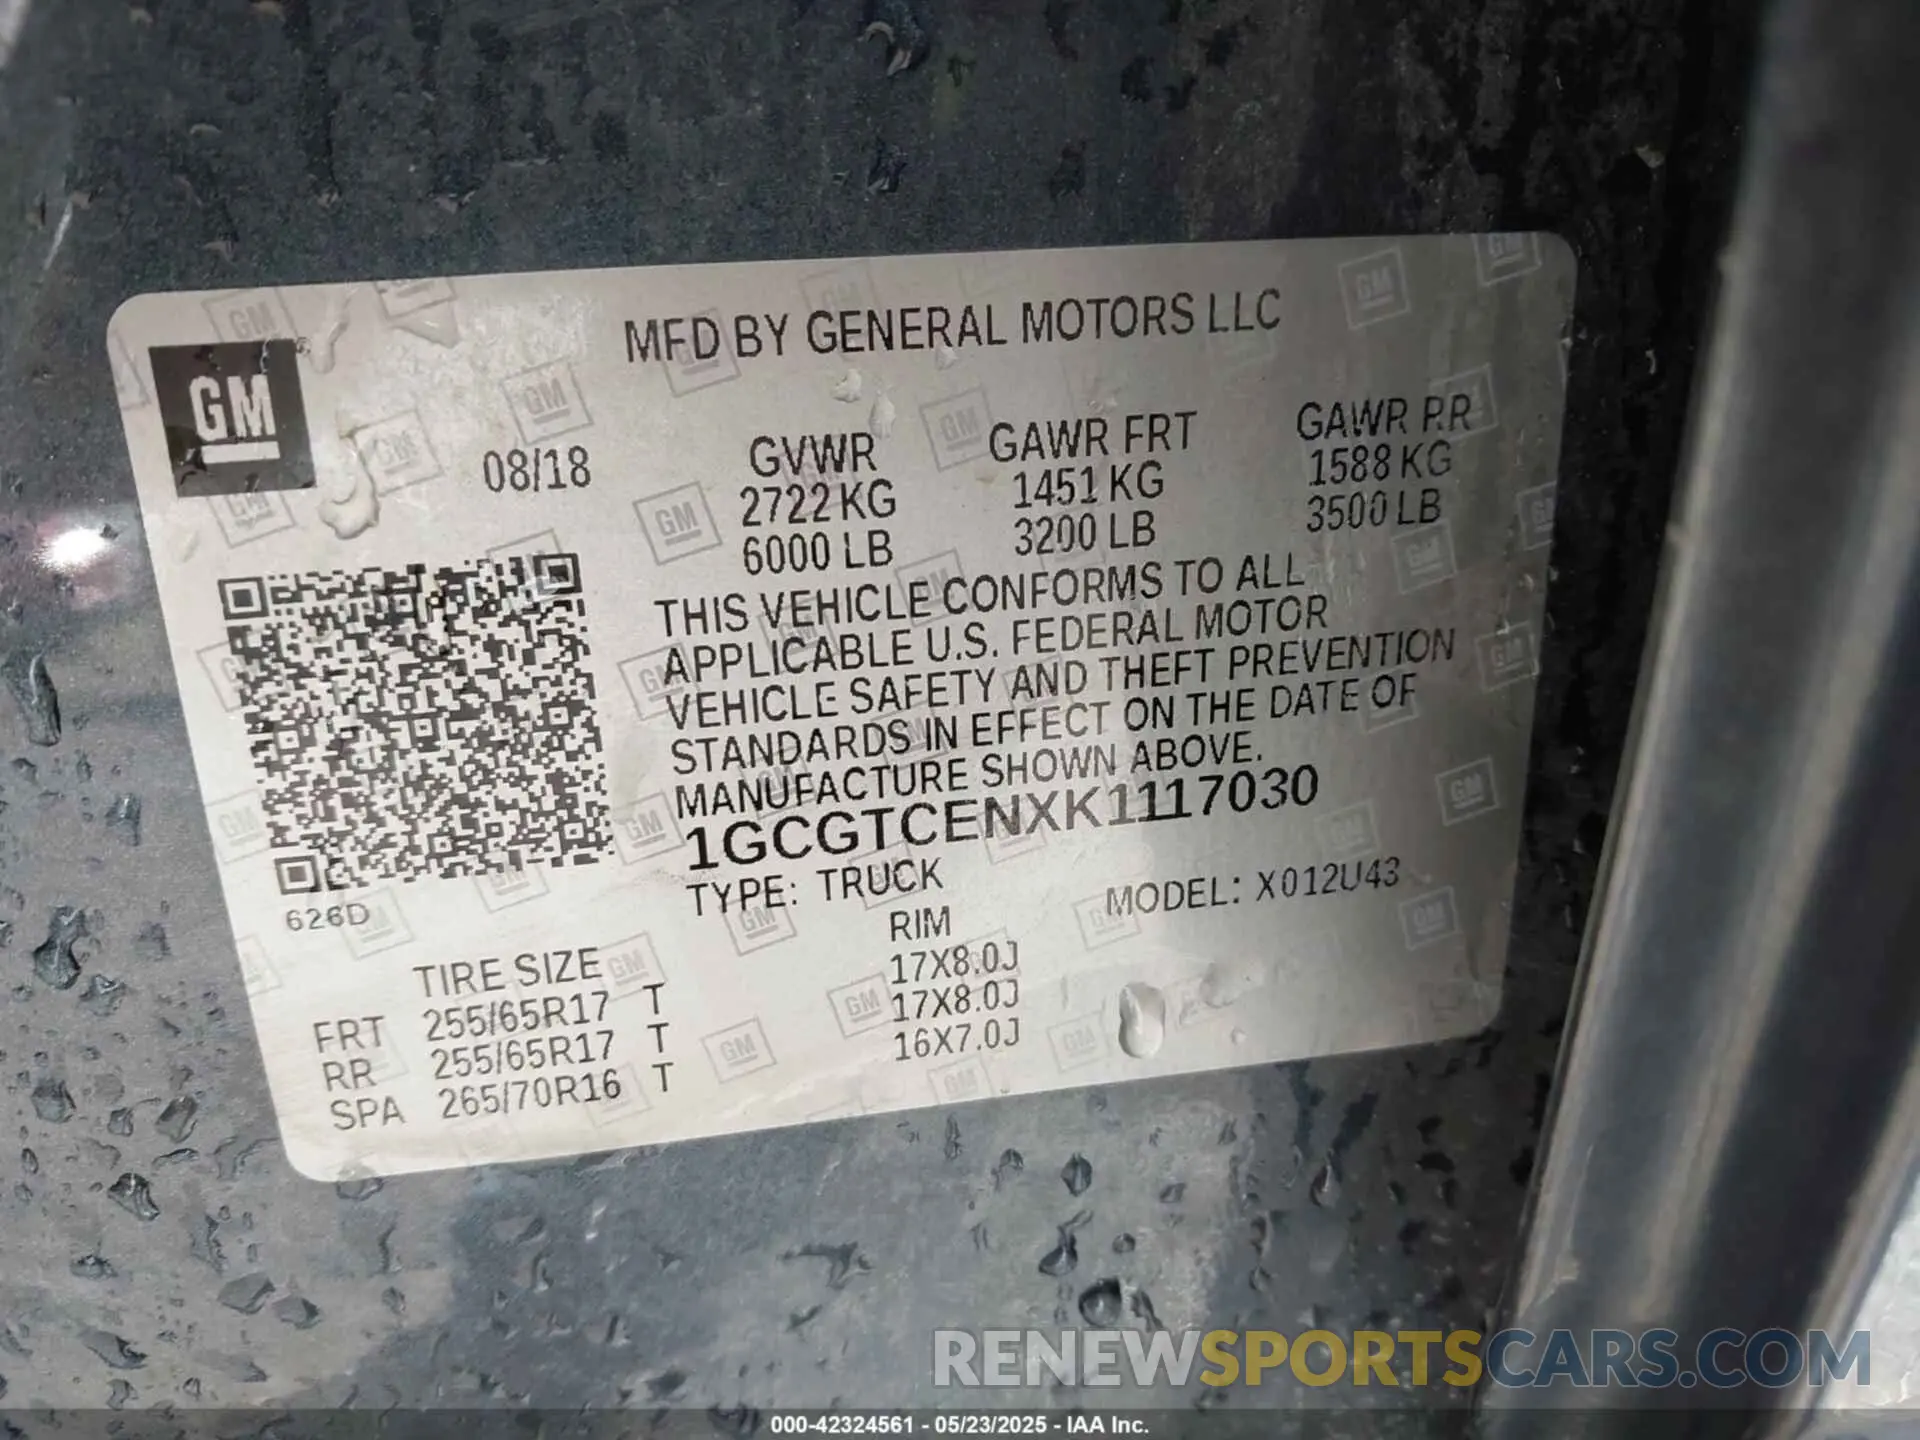 MFD BY GENERAL MOTORS LLC
GM
08/18
GVWR GAWR FRT GAWR RR
2722 KG 1451 KG 1588 KG
6000 LB 3200 LB 3500 LB
THIS VEHICLE CONFORMS TO ALL
APPLICABLE U.S. FEDERAL MOTOR
VEHICLE SAFETY AND THEFT PREVENTION
STANDARDS IN EFFECT ON THE DATE OF
MANUFACTURE SHOWN ABOVE.
1GCGTCENXK1117030
TYPE: TRUCK MODEL: X012U43
626D
TIRE SIZE RIM
FRT 255/65R17 T 17X8.0J
RR 255/65R17 T 17X8.0J
SPA 265/70R16 T 16X7.0J
RENEWSPORTSCARS.COM
000-42324561 - 05/23/2025 - IAA Inc.